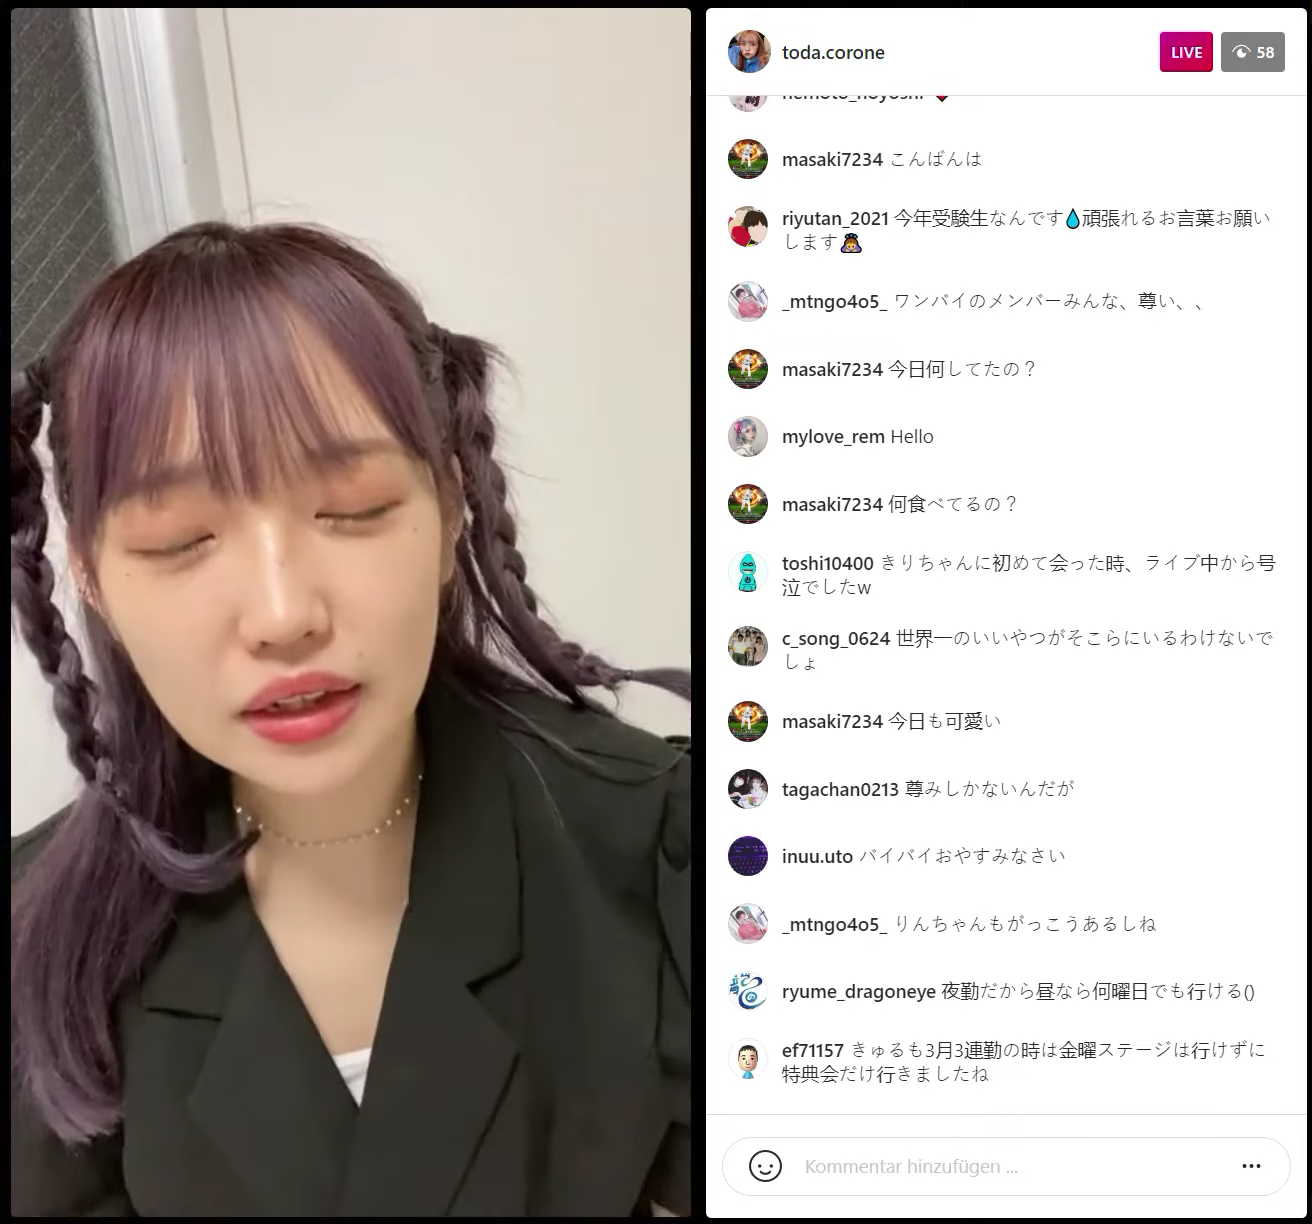 toda.corone
LIVE
58
nemoto_noyoshi
masaki7234 こんばんは
riyutan_2021 今年受験生なんです💧頑張れるお言葉お願い
します🙇
_mtngo4o5_ ワンバイのメンバーみんな、尊い、、
masaki7234 今日何してたの？
mylove_rem Hello
masaki7234 何食べてるの？
toshi10400 きりちゃんに初めて会った時、ライブ中から号
泣でしたw
c_song_0624 世界一のいいやつがそこらにいるわけないで
しょ
masaki7234 今日も可愛い
tagachan0213 尊みしかないんだが
inuu.uto バイバイおやすみなさい
_mtngo4o5_ りんちゃんもがっこうあるしね
ryume_dragoneye 夜勤だから昼なら何曜日でも行ける()
ef71157 きゅるも3月3連勤の時は金曜ステージは行けずに
特典会だけ行きましたね
Kommentar hinzufügen ...